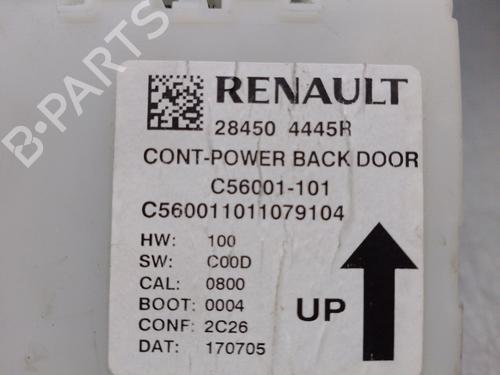 RENAULT
28450 4445R
CONT-POWER BACK DOOR
C56001-101
C560011011079104
HW: 100
SW: C00D
CAL: 0800
BOOT: 0004
CONF: 2C26
DAT: 170705
UP